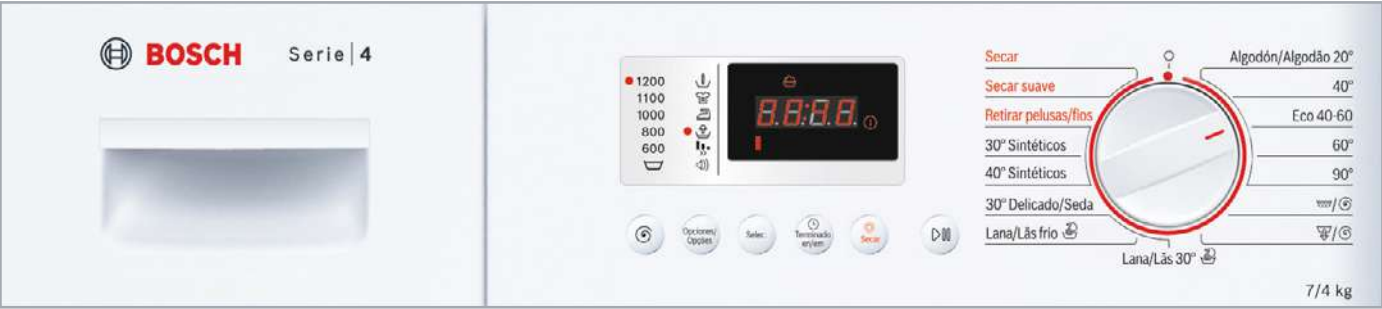 BOSCH
Serie | 4
1200
1100
1000
800
600
8.8:8.8.
Opciones/
Opções
Selec.
Terminado
en/em
Secar
Secar
Secar suave
Retirar pelusas/fios
30° Sintéticos
40° Sintéticos
30° Delicado/Seda
Lana/Lãs frío
Lana/Lãs 30°
Algodón/Algodão 20°
40°
Eco 40-60
60°
90°
7/4 kg